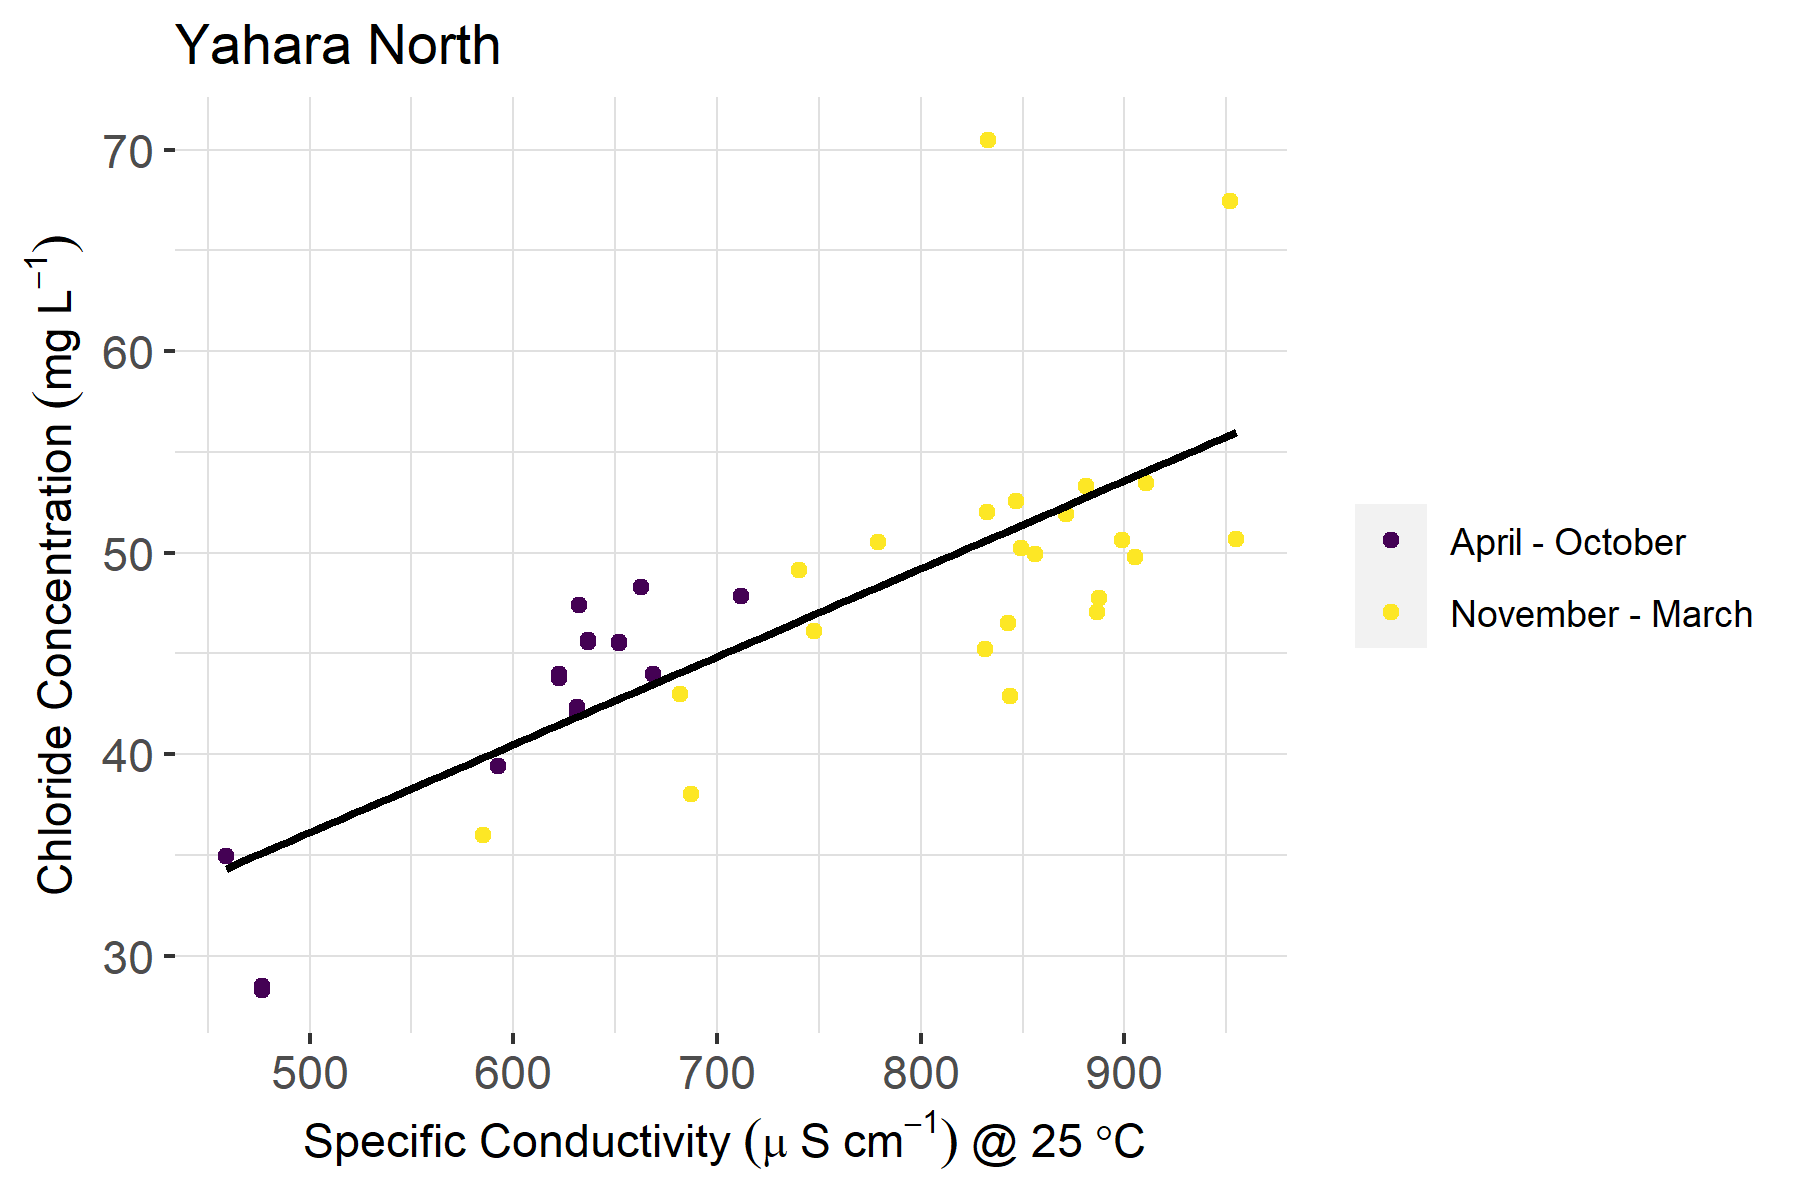 Yahara North
Chloride Concentration (mg L⁻¹)
70
60
50
40
30
500 600 700 800 900
Specific Conductivity (μ S cm⁻¹) @ 25 °C
April - October
November - March